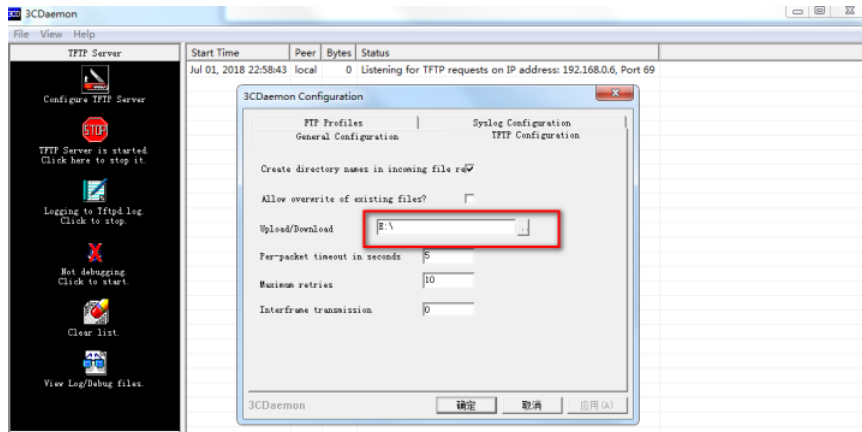 3CDaemon
File View Help
TFTP Server
Configure TFTP Server
STOP
TFTP Server is started.
Click here to stop it.
Logging to Tftpd.log.
Click to stop.
Not debugging.
Click to start.
Clear list.
View Log/Debug files.
Start Time Peer Bytes Status
Jul 01, 2018 22:58:43 local 0 Listening for TFTP requests on IP address: 192.168.0.6, Port 69
3CDaemon Configuration
FTP Profiles Syslog Configuration
General Configuration TFTP Configuration
Create directory names in incoming file re
Allow overwrite of existing files?
Upload/Download E:\ ..
Per-packet timeout in seconds 5
Maximum retries 10
Interframe transmission 0
3CDaemon 确定 取消 应用(A)